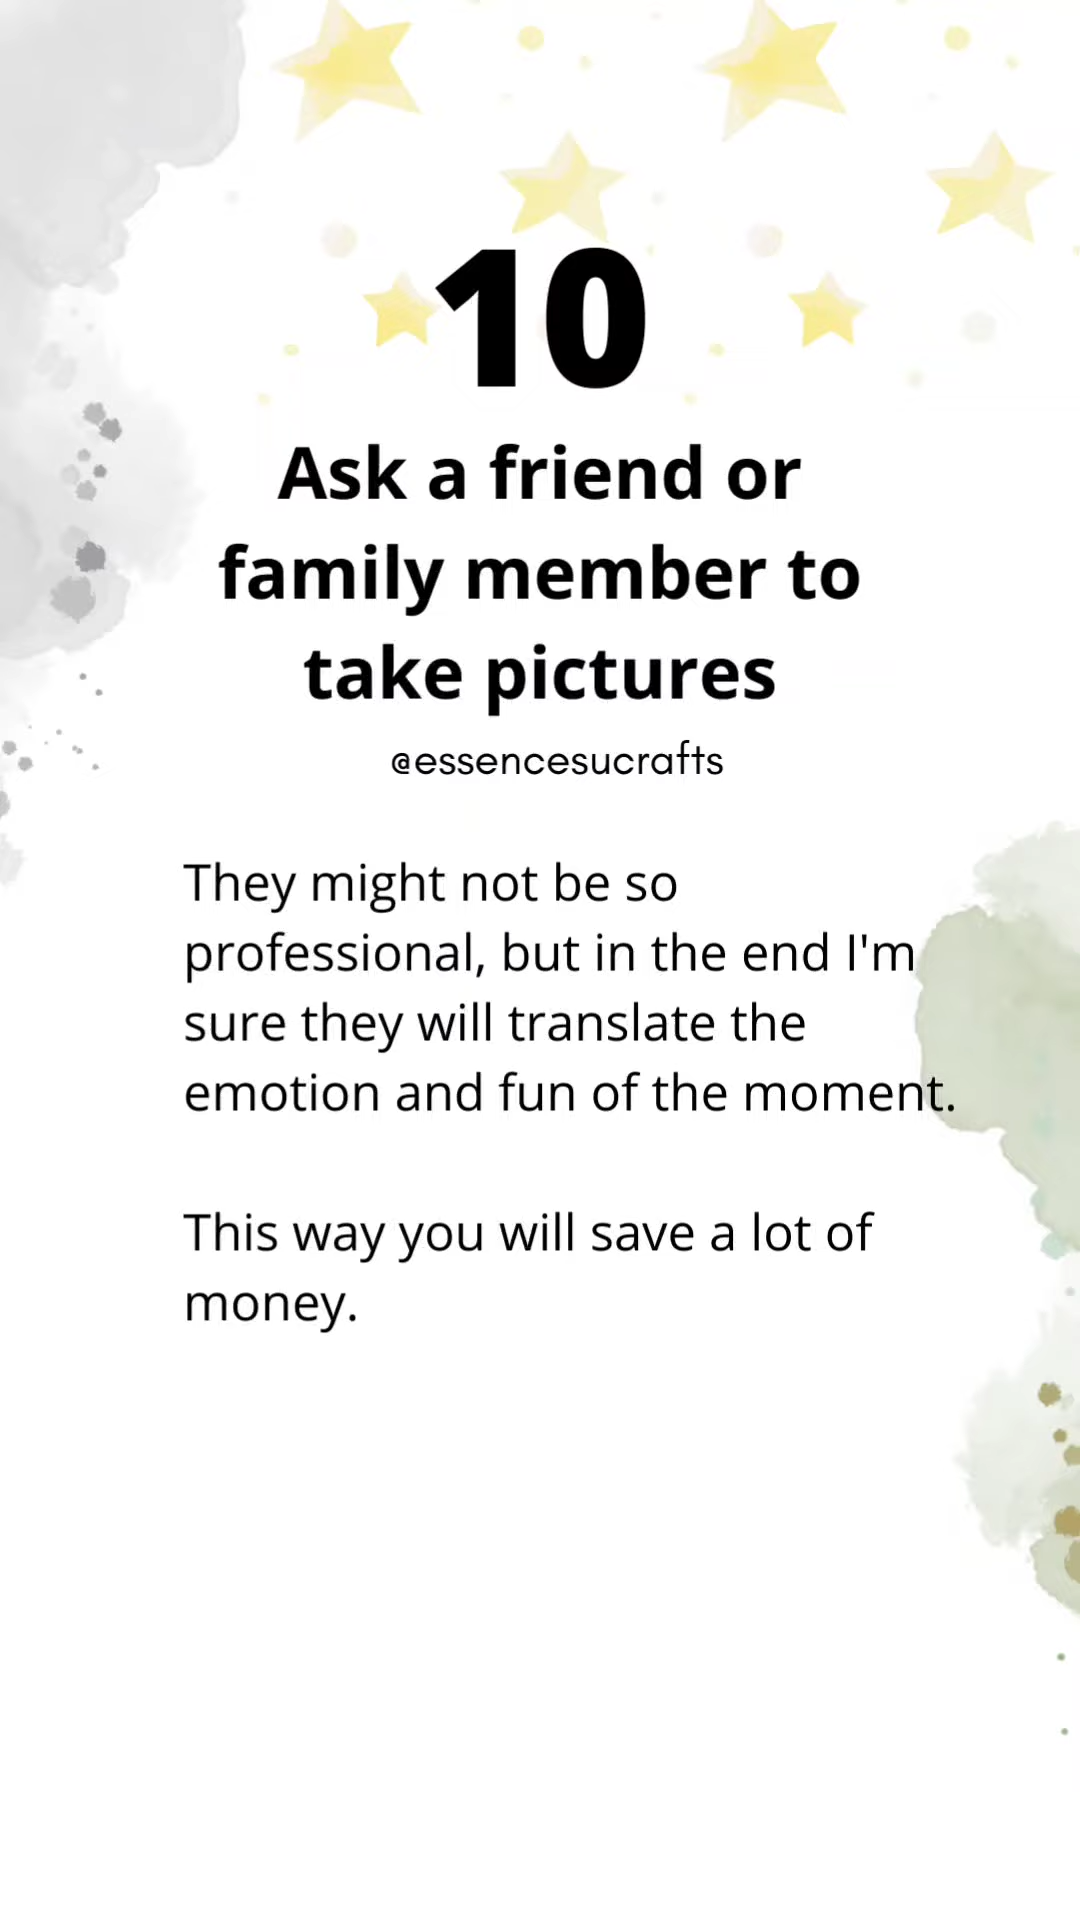 10
Ask a friend or
family member to
take pictures
@essencesucrafts
They might not be so
professional, but in the end I'm
sure they will translate the
emotion and fun of the moment.
This way you will save a lot of
money.